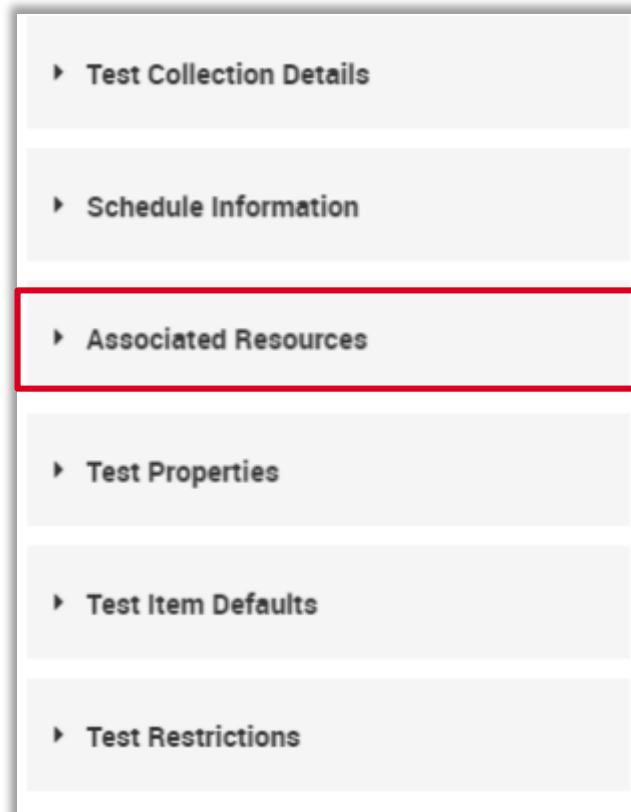 Test Collection Details
Schedule Information
Associated Resources
Test Properties
Test Item Defaults
Test Restrictions